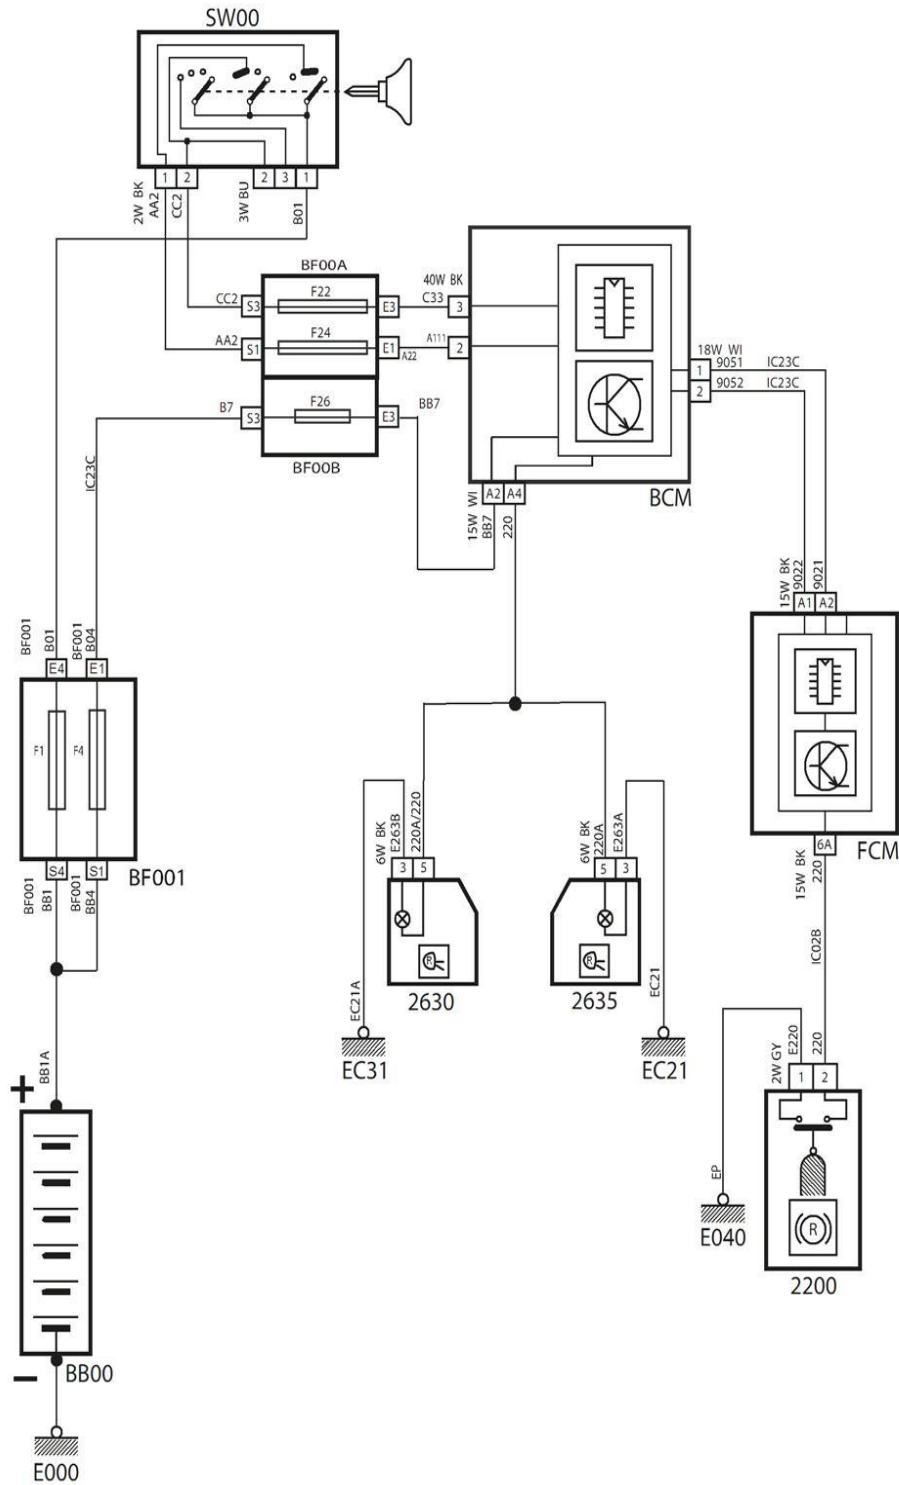 SW00
1 2 2 3 1
2W BK
AA2
CC2
3W BU
B01
BF00A
CC2 S3 F22 E3 C33 3
40W BK
AA2 S1 F24 E1 A22 A111 2
B7 S3 F26 E3 BB7
BF00B
18W WI
1 9051 IC23C
2 9052 IC23C
A2 A4
BCM
15W WI
BB7
220
IC23C
15W BK
9022
9021
A1 A2
BF001
B01
BF001
B04
E4 E1
F1 F4
S4 S1
BF001
BF001
BB1
BF001
BB4
6A
FCM
15W BK
220
IC02B
6W BK
E263B
220A/220
3 5
2630
6W BK
220A
E263A
5 3
2635
R
R
EC21A
EC31
EC21
EC21
BB1A
+
−
BB00
E000
2W GY
E220
220
1 2
EP
E040
R
2200